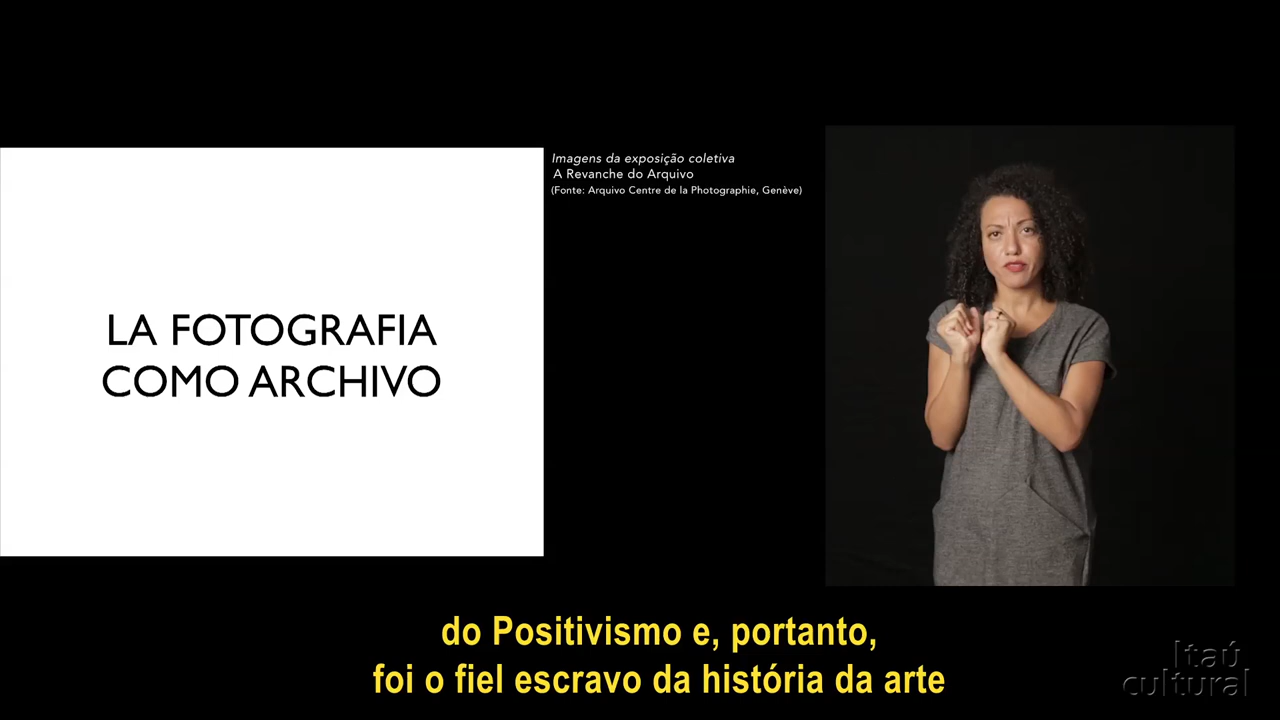 Imagens da exposição coletiva
A Revanche do Arquivo
(Fonte: Arquivo Centre de la Photographie, Genève)
LA FOTOGRAFIA
COMO ARCHIVO
do Positivismo e, portanto,
foi o fiel escravo da história da arte
Itaú
cultural